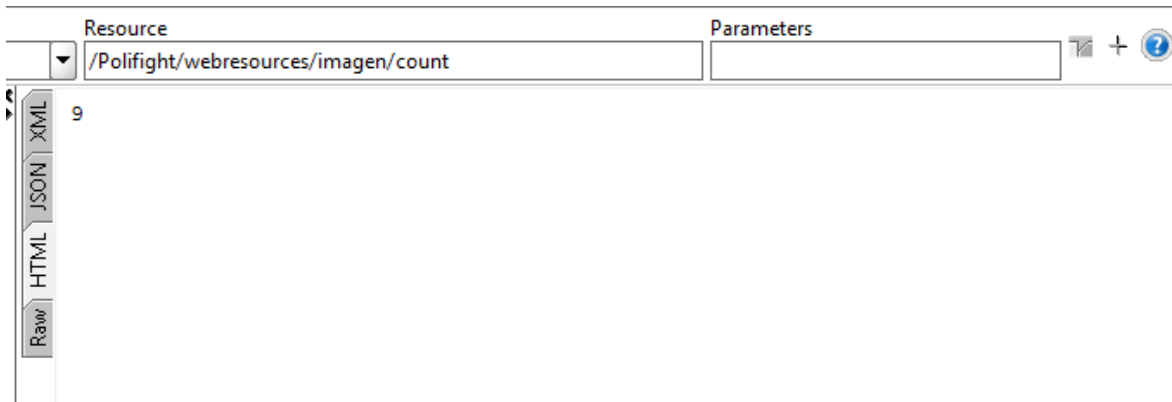 Resource
Parameters
/Polifight/webresources/imagen/count
XML
9
JSON
HTML
Raw